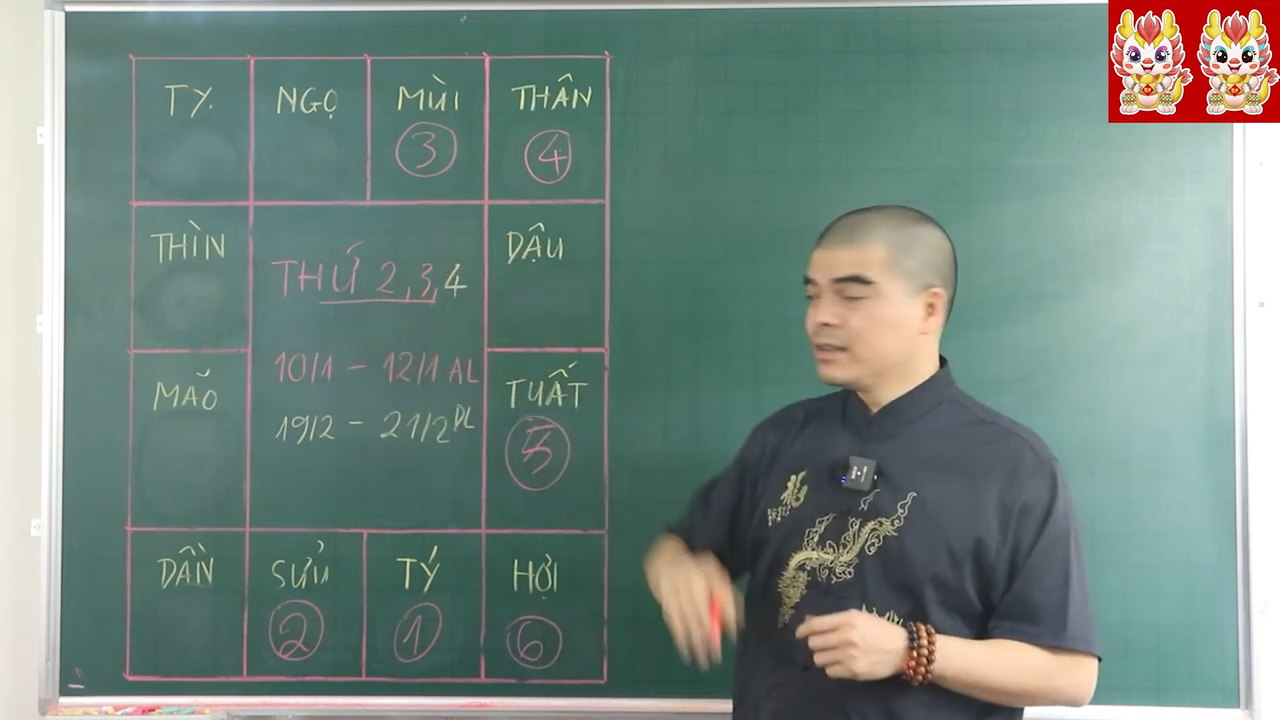 TỴ.
NGỌ
MÙI
3
THÂN
4
THÌN
THỨ 2,3,4
DẬU
10/1 - 12/1 AL
19/2 - 21/2 DL
MÃO
TUẤT
5
DẦN
SỬU
2
TÝ
1
HỢI
6
龍